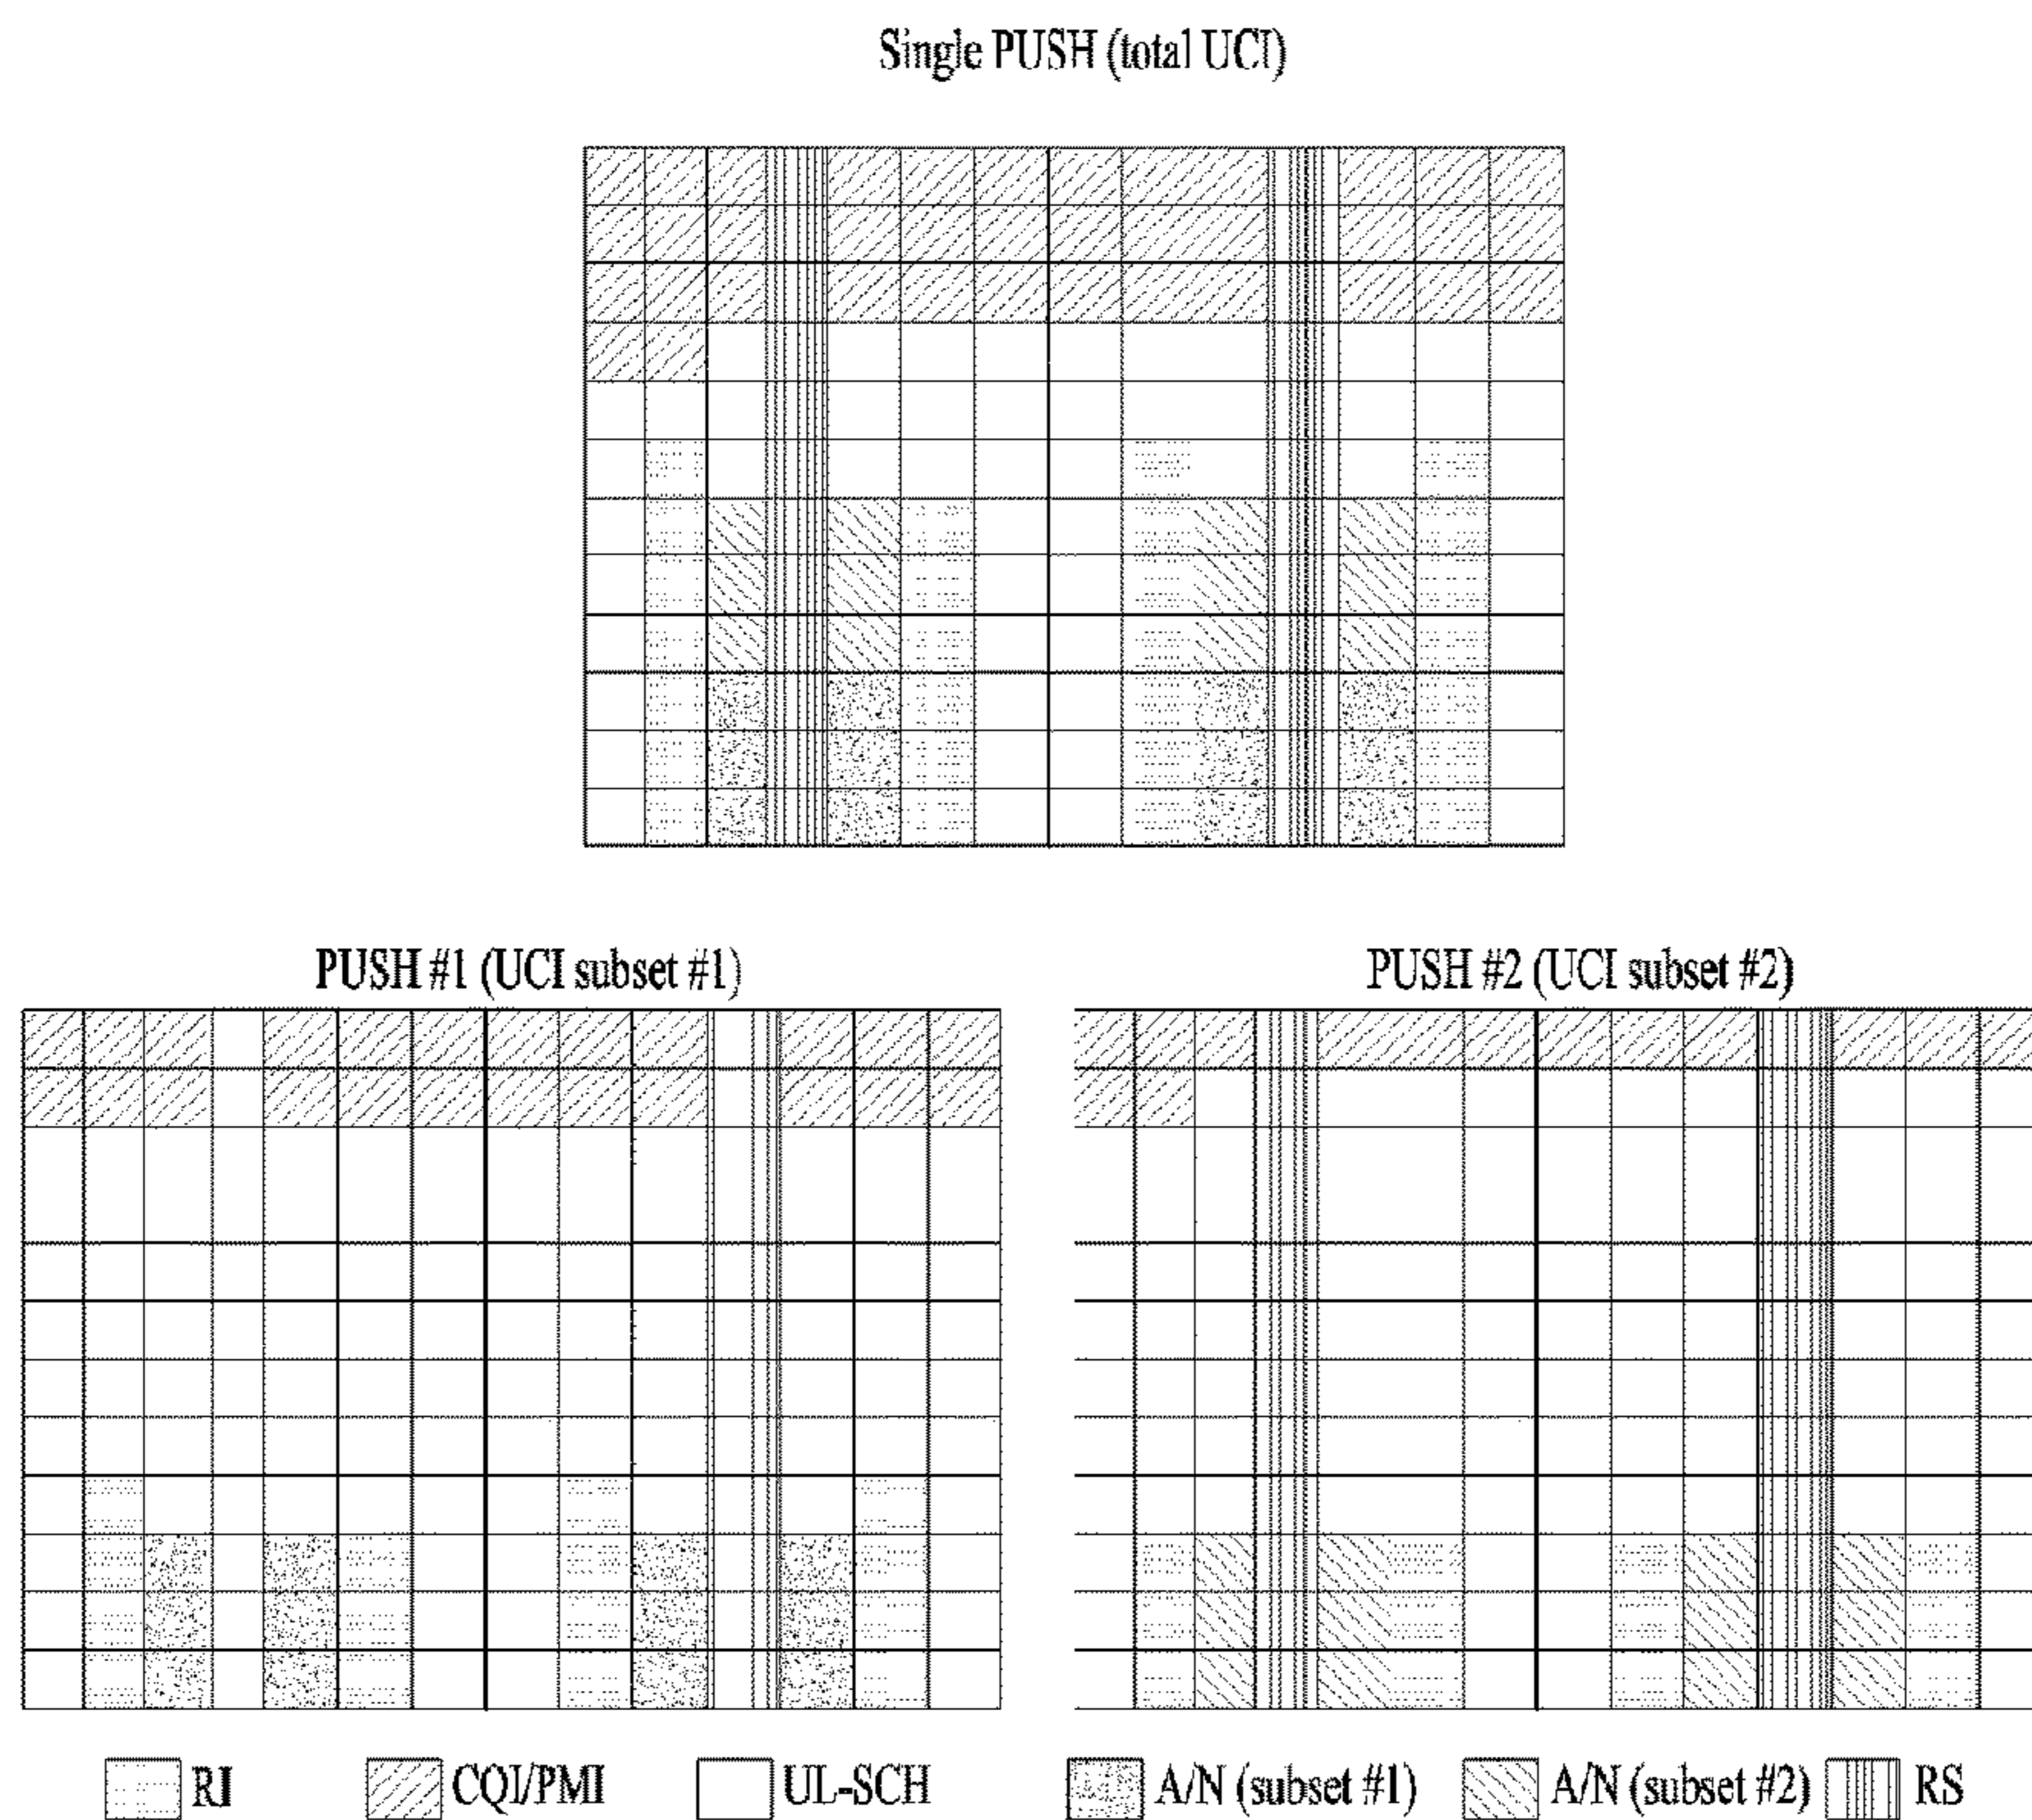 Single PUSH (total UCI)
PUSH #1 (UCI subset #1)
PUSH #2 (UCI subset #2)
RI
CQI/PMI
UL-SCH
A/N (subset #1)
A/N (subset #2)
RS